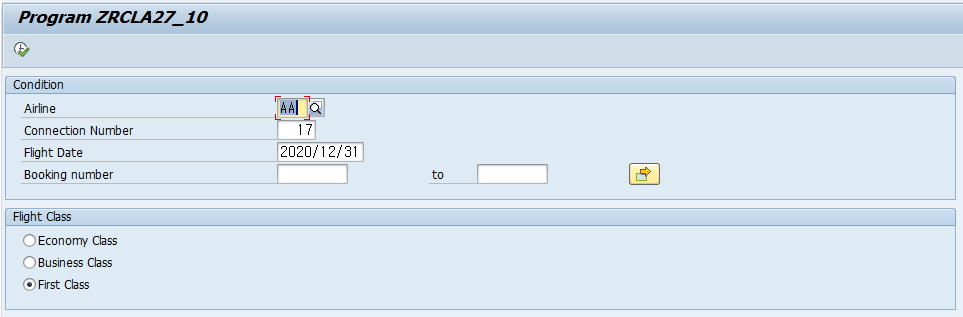 Program ZRCLA27_10
Condition
Airline AA
Connection Number 17
Flight Date 2020/12/31
Booking number to
Flight Class
Economy Class
Business Class
First Class